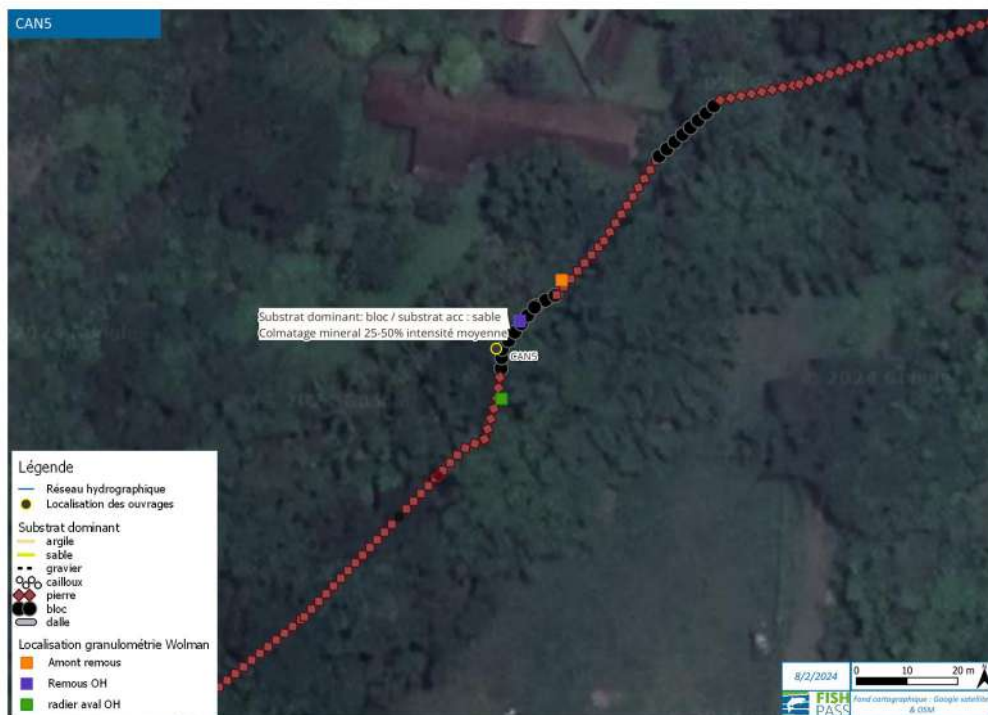 CAN5
Substrat dominant: bloc / substrat acc : sable
Colmatage mineral 25-50% intensité moyenne
CAN5
Légende
Réseau hydrographique
Localisation des ouvrages
Substrat dominant
argile
sable
gravier
cailloux
pierre
bloc
dalle
Localisation granulométrie Wolman
Amont remous
Remous OH
radier aval OH
8/2/2024
0 10 20 m
N
FISH
PASS
Fond cartographique : Google satellite
& OSM